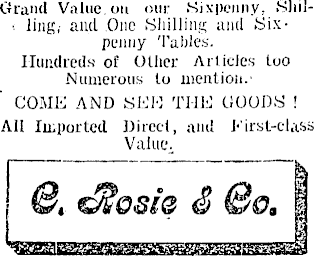 Grand Value on our Sixpenny, Shil-
ling, and One Shilling and Six-
penny Tables.
Hundreds of Other Articles too
Numerous to mention.
COME AND SEE THE GOODS !
All Imported Direct, and First-class
Value.
C. Rosie & Co.